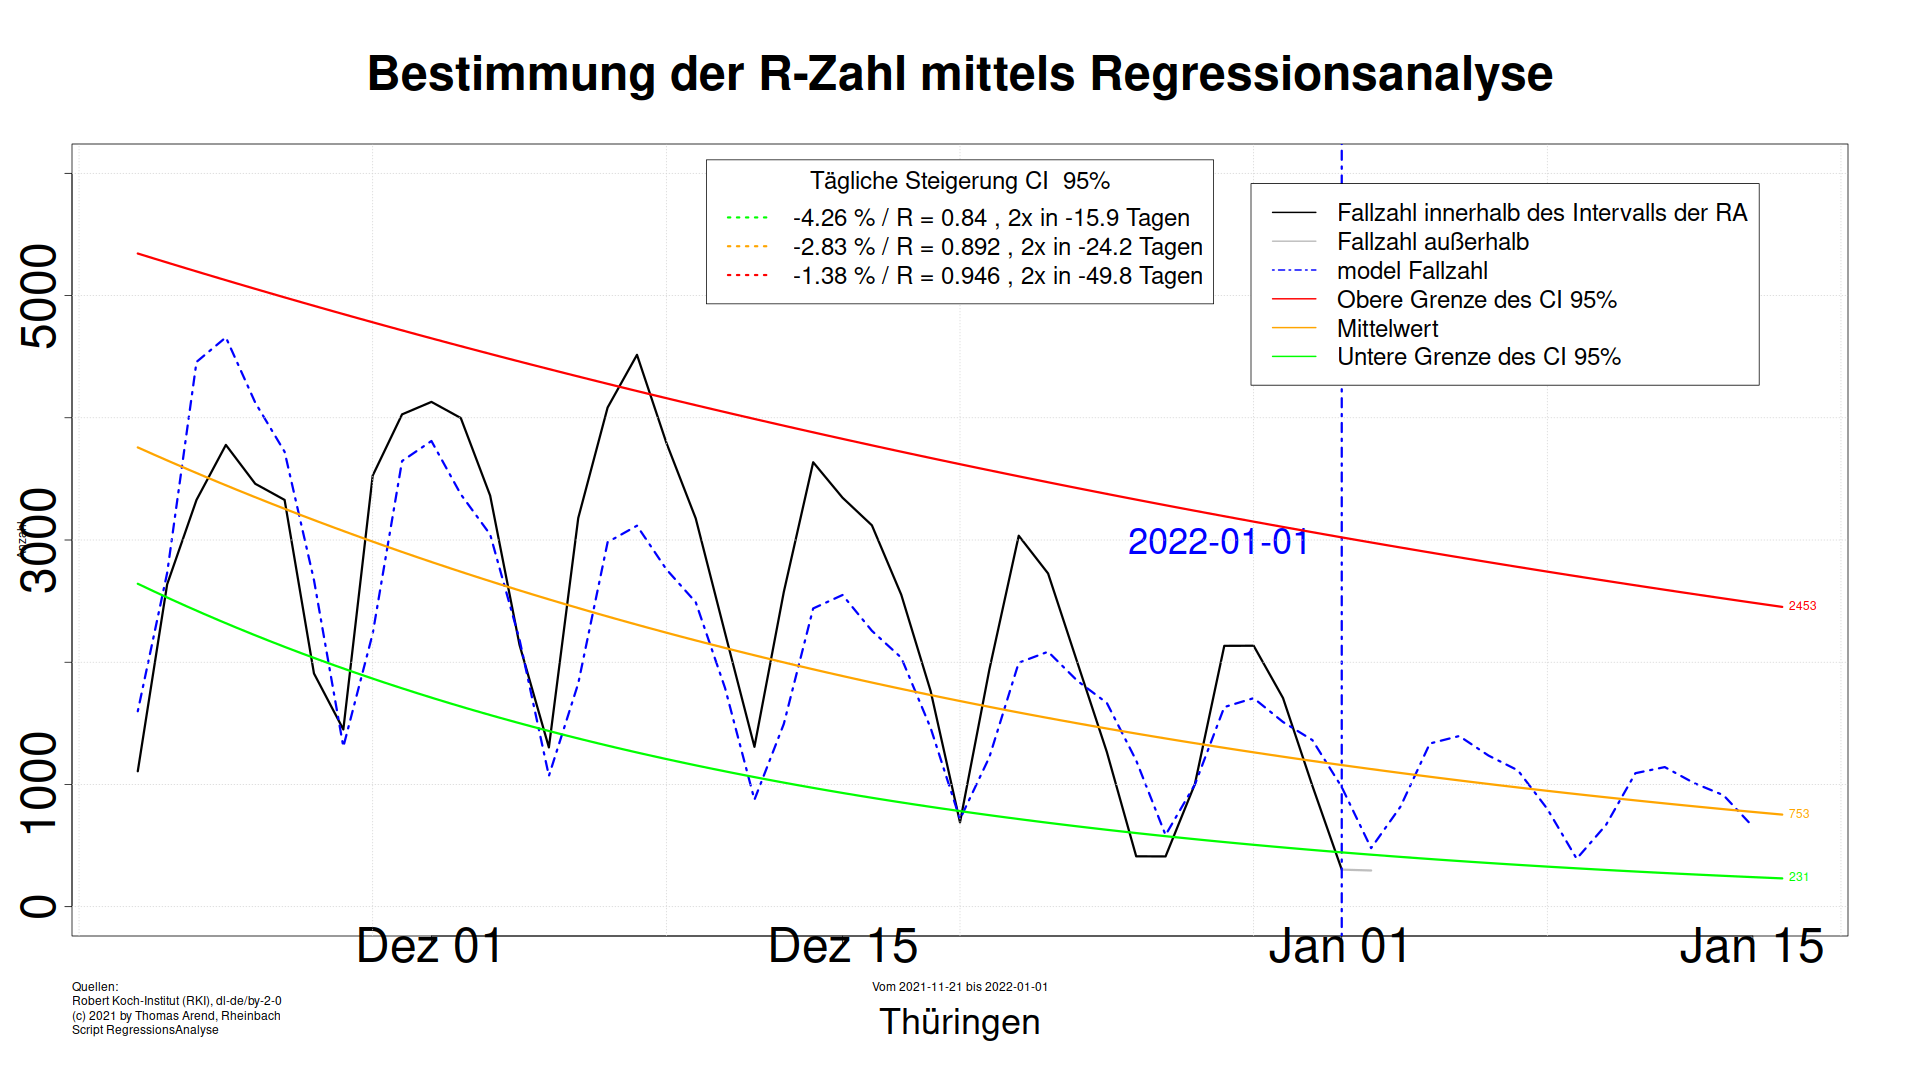 Bestimmung der R-Zahl mittels Regressionsanalyse
Tägliche Steigerung CI  95%
-4.26 % / R = 0.84 , 2x in -15.9 Tagen
-2.83 % / R = 0.892 , 2x in -24.2 Tagen
-1.38 % / R = 0.946 , 2x in -49.8 Tagen
Fallzahl innerhalb des Intervalls der RA
Fallzahl außerhalb
model Fallzahl
Obere Grenze des CI 95%
Mittelwert
Untere Grenze des CI 95%
5000
3000
1000
0
Anzahl
2022-01-01
2453
753
231
Dez 01
Dez 15
Jan 01
Jan 15
Quellen:
Robert Koch-Institut (RKI), dl-de/by-2-0
(c) 2021 by Thomas Arend, Rheinbach
Script RegressionsAnalyse
Vom 2021-11-21 bis 2022-01-01
Thüringen